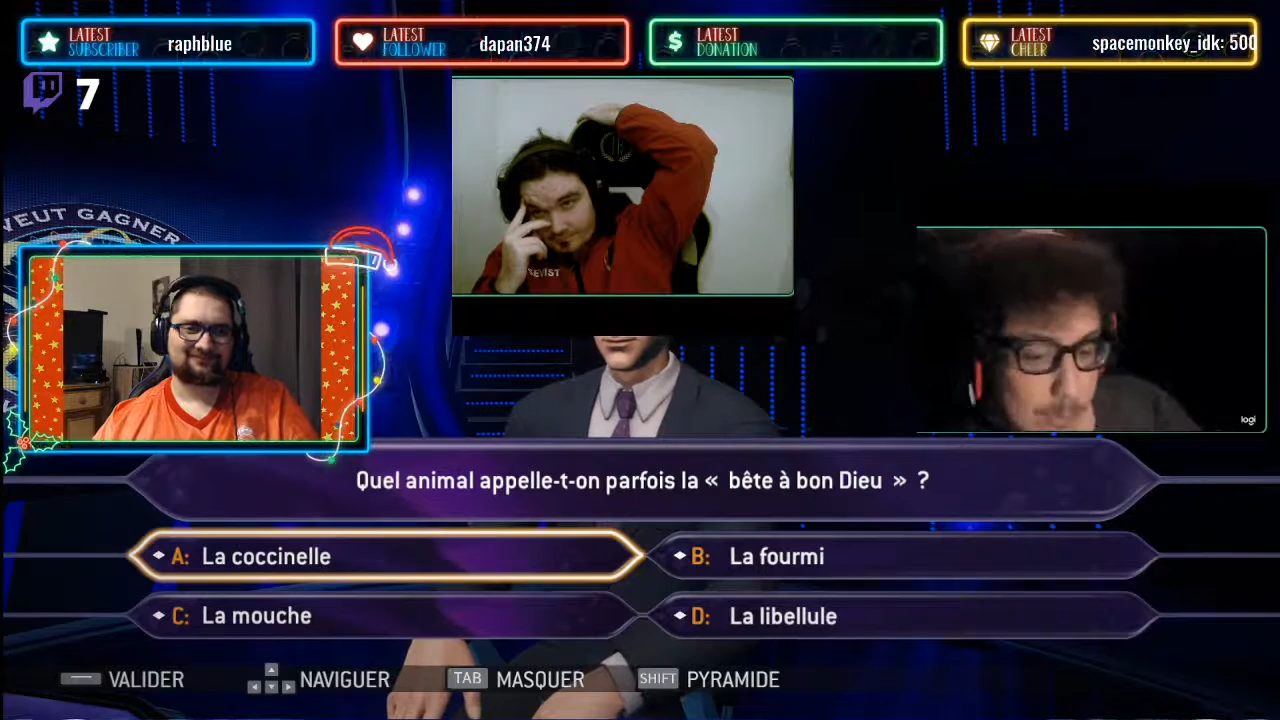 LATEST SUBSCRIBER raphblue
LATEST FOLLOWER dapan374
LATEST DONATION
LATEST CHEER spacemonkey_idk: 500
7
VEUT GAGNER
logi
Quel animal appelle-t-on parfois la « bête à bon Dieu » ?
A: La coccinelle
B: La fourmi
C: La mouche
D: La libellule
VALIDER
NAVIGUER
TAB MASQUER
SHIFT PYRAMIDE